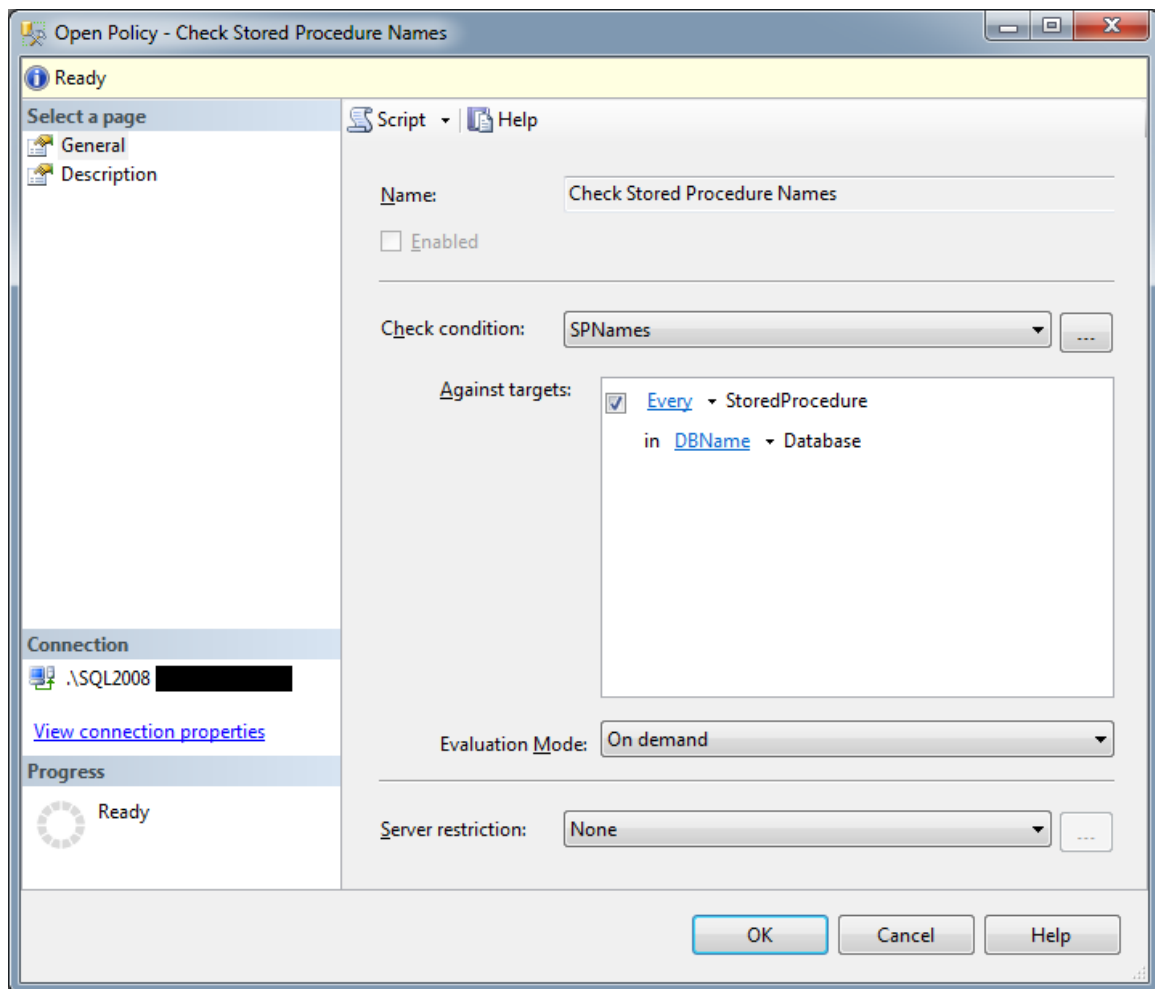 Open Policy - Check Stored Procedure Names
Ready
Select a page
General
Description
Script Help
Name: Check Stored Procedure Names
Enabled
Check condition: SPNames ...
Against targets: Every StoredProcedure
in DBName Database
Connection
.\SQL2008
View connection properties
Evaluation Mode: On demand
Progress
Ready
Server restriction: None ...
OK Cancel Help